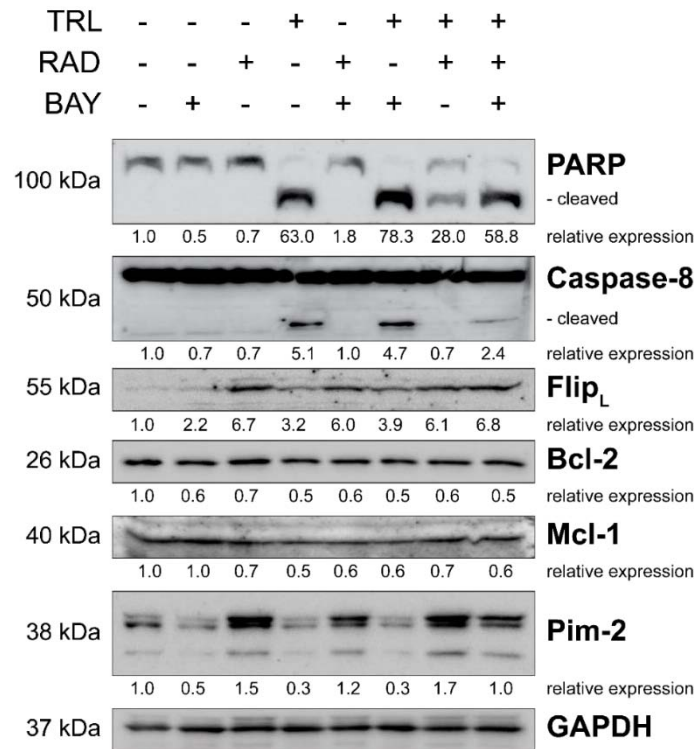 TRL - - - + - + + +
RAD - - + - + - + +
BAY - + - - + + - +
100 kDa PARP
- cleaved
1.0 0.5 0.7 63.0 1.8 78.3 28.0 58.8 relative expression
50 kDa Caspase-8
- cleaved
1.0 0.7 0.7 5.1 1.0 4.7 0.7 2.4 relative expression
55 kDa FlipL
1.0 2.2 6.7 3.2 6.0 3.9 6.1 6.8 relative expression
26 kDa Bcl-2
1.0 0.6 0.7 0.5 0.6 0.5 0.6 0.5 relative expression
40 kDa Mcl-1
1.0 1.0 0.7 0.5 0.6 0.6 0.7 0.6 relative expression
38 kDa Pim-2
1.0 0.5 1.5 0.3 1.2 0.3 1.7 1.0 relative expression
37 kDa GAPDH